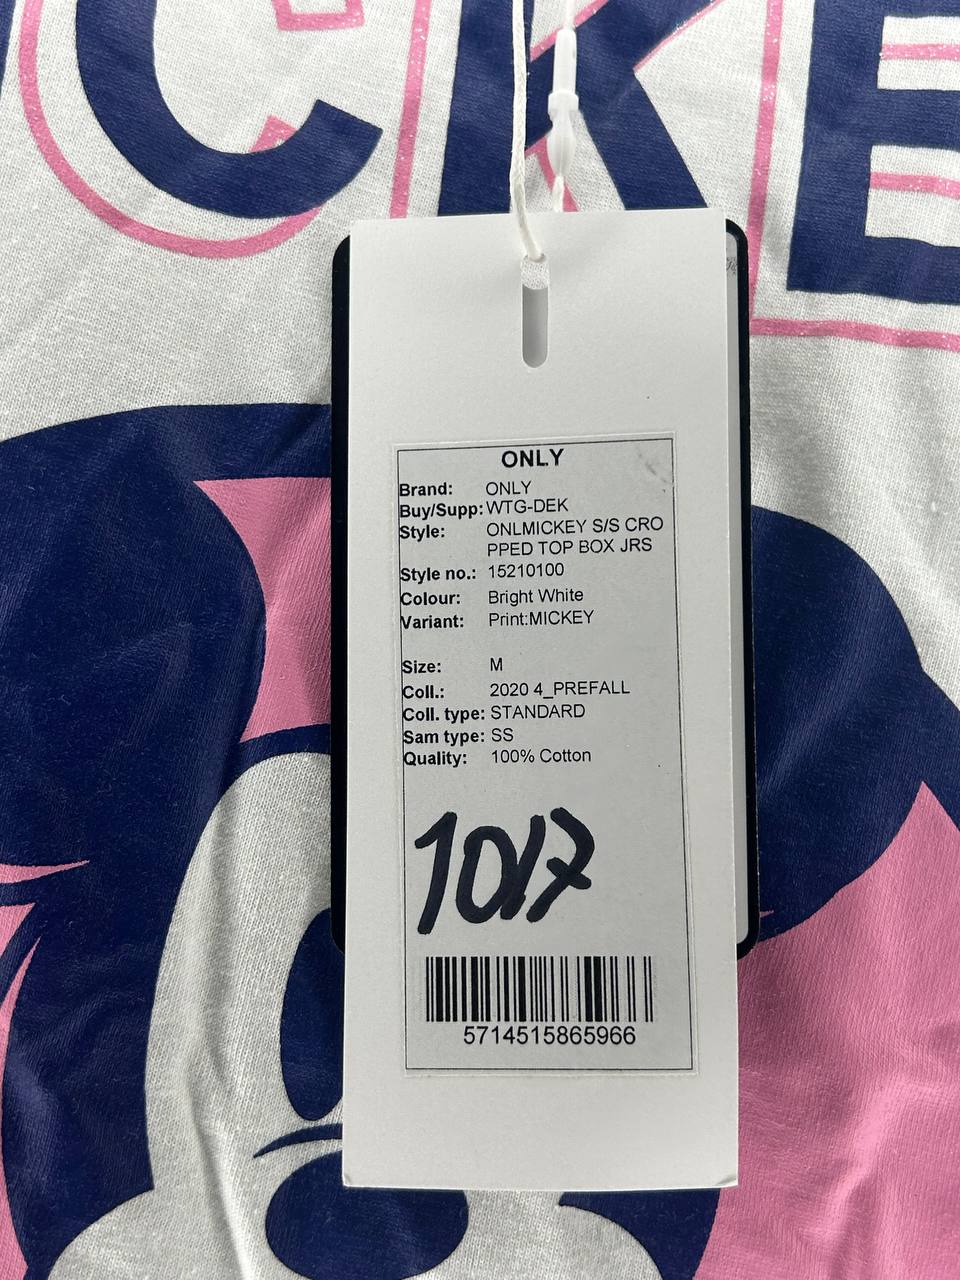 CKE
ONLY
Brand: ONLY
Buy/Supp: WTG-DEK
Style: ONLMICKEY S/S CRO
PPED TOP BOX JRS
Style no.: 15210100
Colour: Bright White
Variant: Print:MICKEY
Size: M
Coll.: 2020 4_PREFALL
Coll. type: STANDARD
Sam type: SS
Quality: 100% Cotton
1017
5714515865966